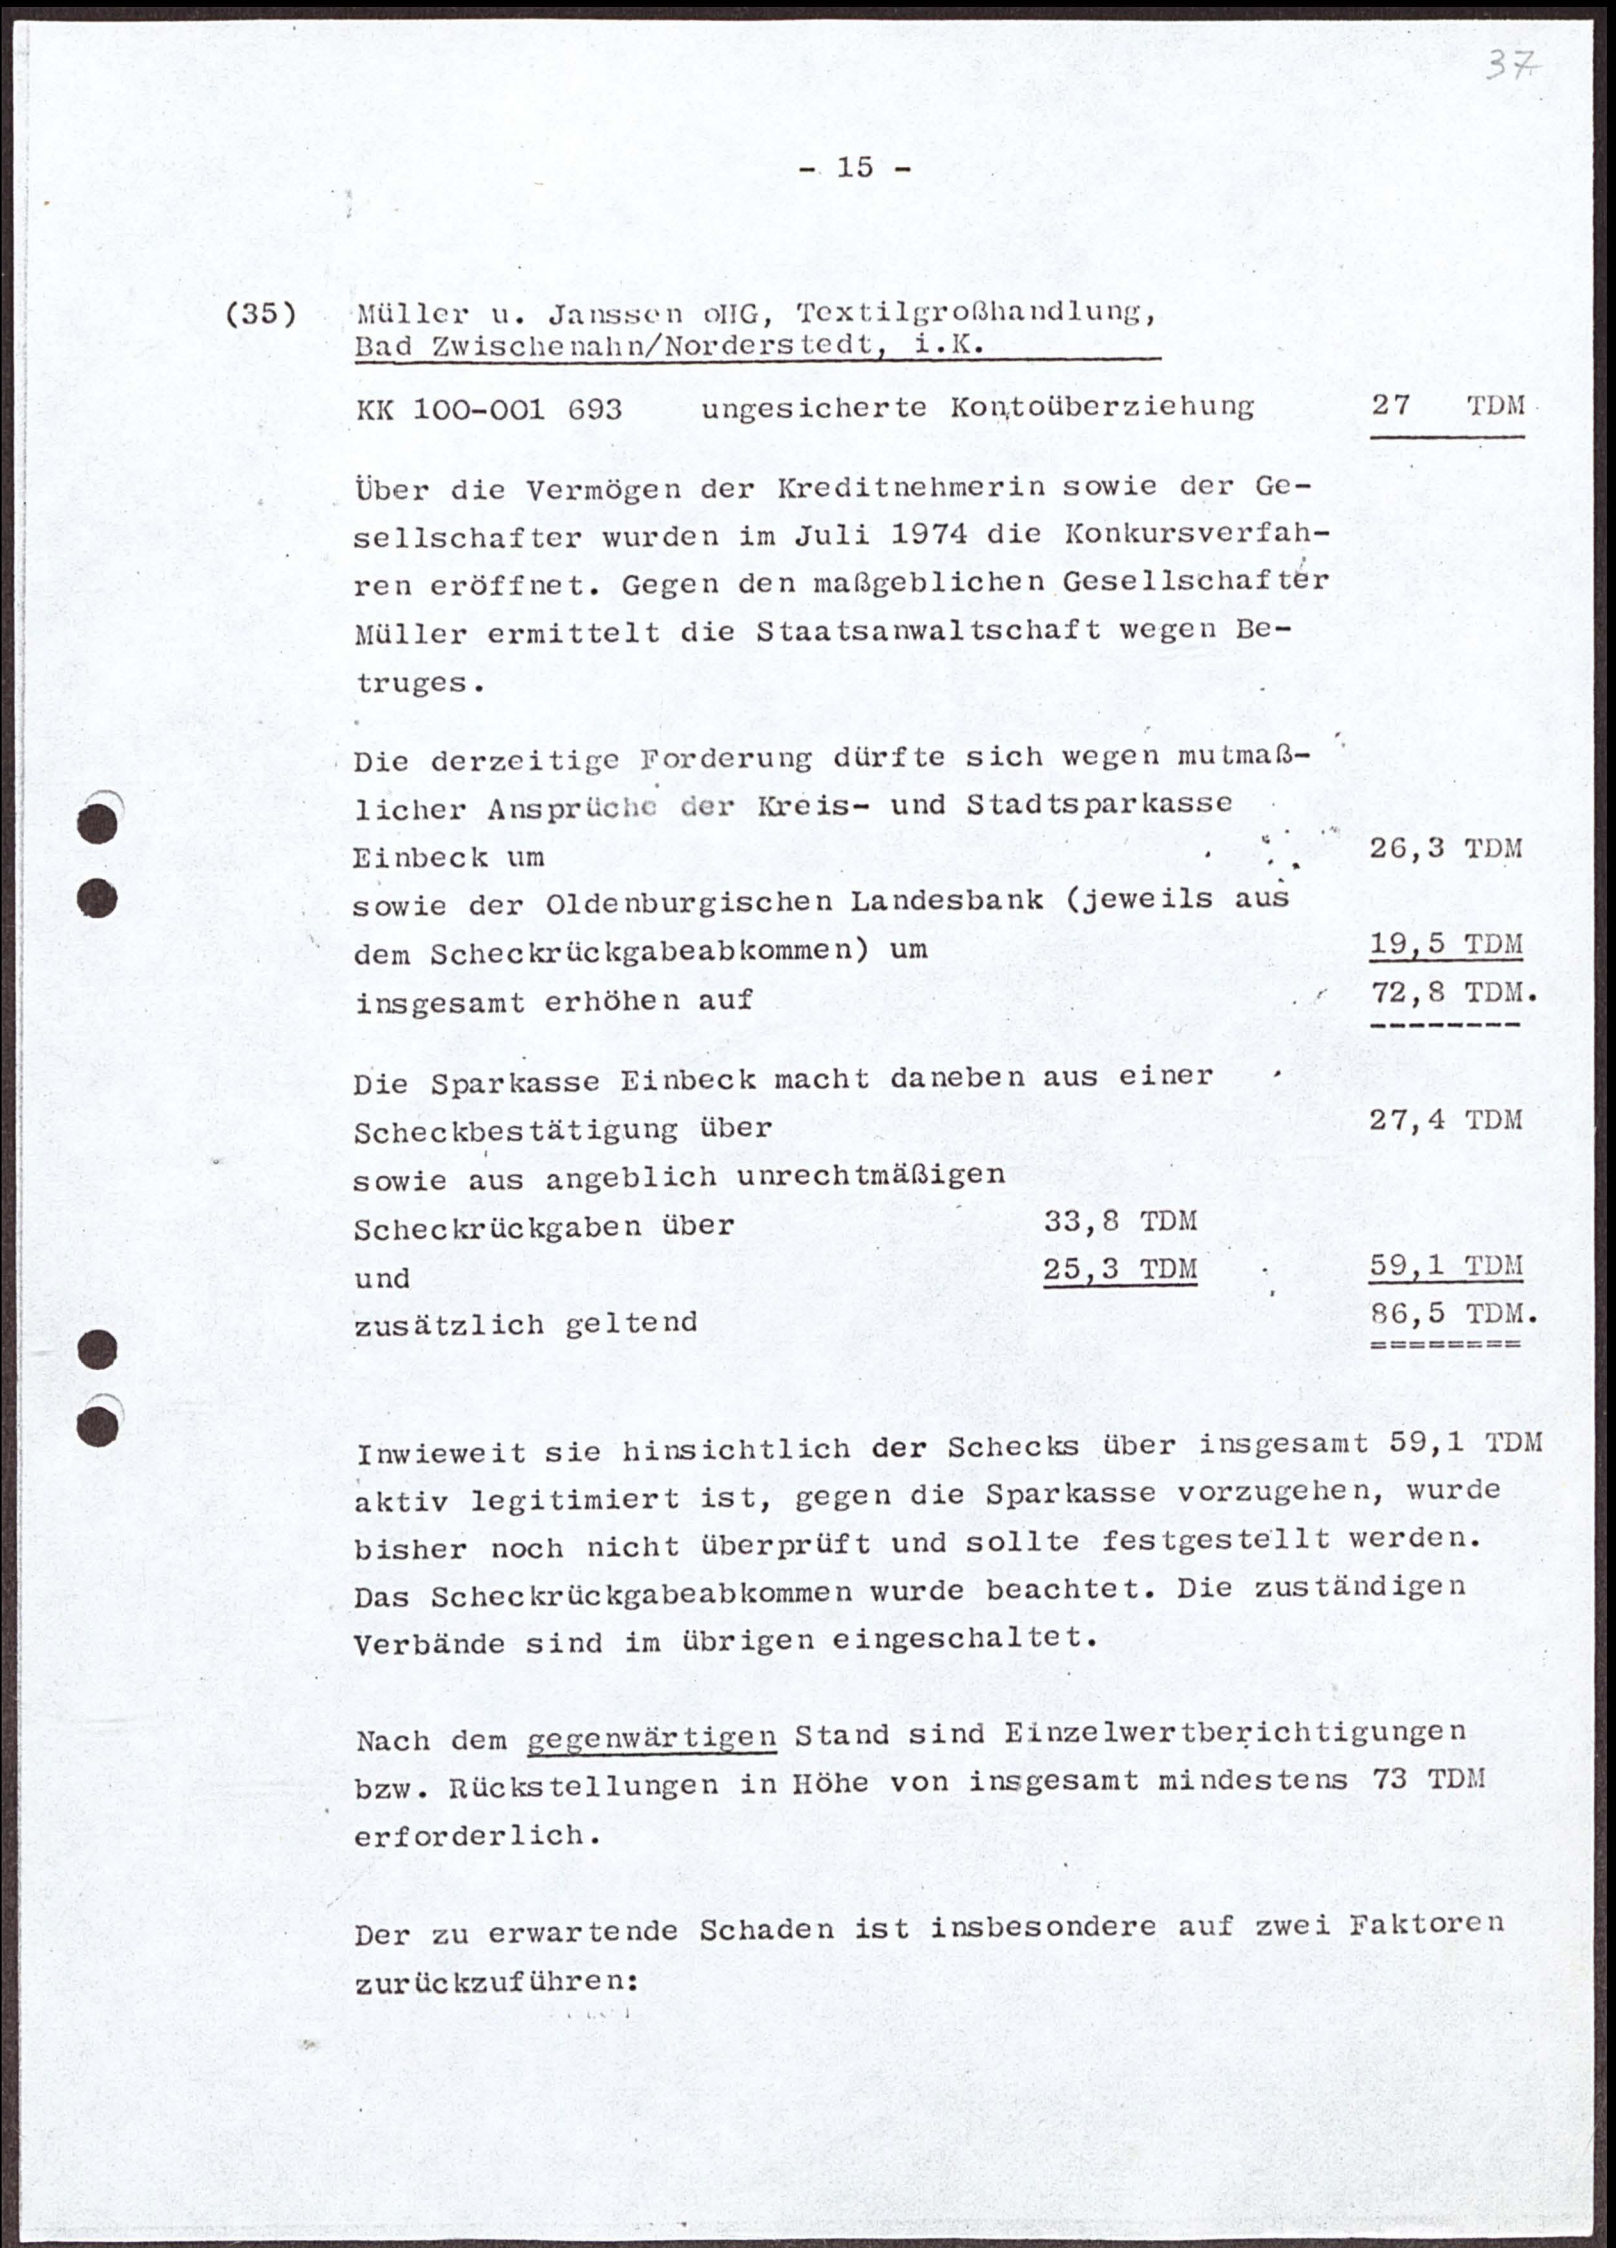 37
- 15 -
(35) Müller u. Janssen oHG, Textilgroßhandlung,
Bad Zwischenahn/Norderstedt, i.K.
KK 100-001 693 ungesicherte Kontoüberziehung 27 TDM
Über die Vermögen der Kreditnehmerin sowie der Ge-
sellschafter wurden im Juli 1974 die Konkursverfah-
ren eröffnet. Gegen den maßgeblichen Gesellschafter
Müller ermittelt die Staatsanwaltschaft wegen Be-
truges.
Die derzeitige Forderung dürfte sich wegen mutmaß-
licher Ansprüche der Kreis- und Stadtsparkasse
Einbeck um 26,3 TDM
sowie der Oldenburgischen Landesbank (jeweils aus
dem Scheckrückgabeabkommen) um 19,5 TDM
insgesamt erhöhen auf 72,8 TDM.
--------
Die Sparkasse Einbeck macht daneben aus einer
Scheckbestätigung über 27,4 TDM
sowie aus angeblich unrechtmäßigen
Scheckrückgaben über 33,8 TDM
und 25,3 TDM 59,1 TDM
zusätzlich geltend 86,5 TDM.
========
Inwieweit sie hinsichtlich der Schecks über insgesamt 59,1 TDM
aktiv legitimiert ist, gegen die Sparkasse vorzugehen, wurde
bisher noch nicht überprüft und sollte festgestellt werden.
Das Scheckrückgabeabkommen wurde beachtet. Die zuständigen
Verbände sind im übrigen eingeschaltet.
Nach dem gegenwärtigen Stand sind Einzelwertberichtigungen
bzw. Rückstellungen in Höhe von insgesamt mindestens 73 TDM
erforderlich.
Der zu erwartende Schaden ist insbesondere auf zwei Faktoren
zurückzuführen: